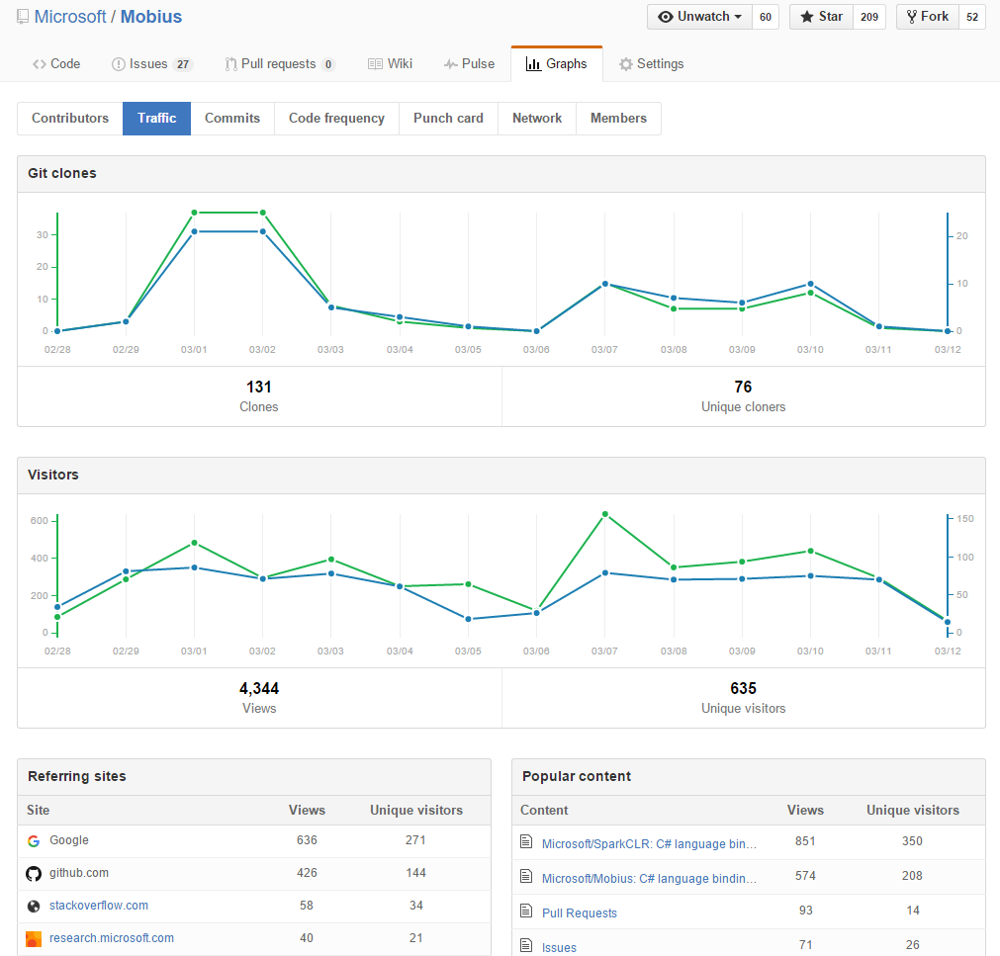 Microsoft / Mobius
Unwatch 60 Star 209 Fork 52
Code Issues 27 Pull requests 0 Wiki Pulse Graphs Settings
Contributors Traffic Commits Code frequency Punch card Network Members
Git clones
30
20
10
0
20
10
0
02/28 02/29 03/01 03/02 03/03 03/04 03/05 03/06 03/07 03/08 03/09 03/10 03/11 03/12
131
Clones
76
Unique cloners
Visitors
600
400
200
0
150
100
50
0
02/28 02/29 03/01 03/02 03/03 03/04 03/05 03/06 03/07 03/08 03/09 03/10 03/11 03/12
4,344
Views
635
Unique visitors
Referring sites
Site Views Unique visitors
Google 636 271
github.com 426 144
stackoverflow.com 58 34
research.microsoft.com 40 21
Popular content
Content Views Unique visitors
Microsoft/SparkCLR: C# language bin… 851 350
Microsoft/Mobius: C# language bindin… 574 208
Pull Requests 93 14
Issues 71 26